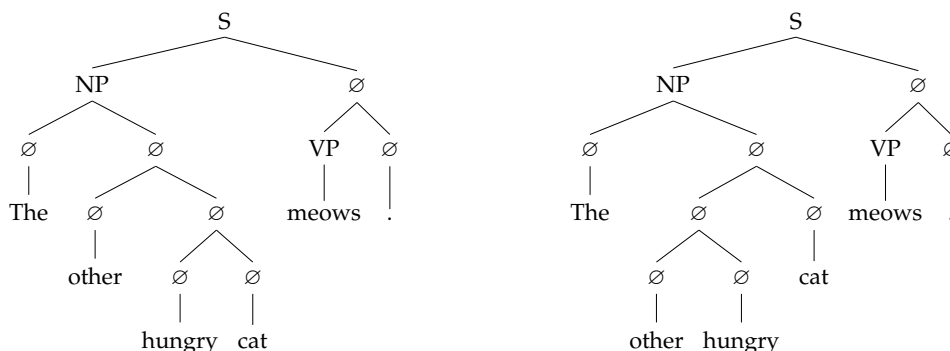 S S
NP ∅ NP ∅
∅ ∅ VP ∅ ∅ ∅ VP ∅
The ∅ ∅ meows . The ∅ ∅ meows .
other ∅ ∅ ∅ ∅ cat
hungry cat other hungry